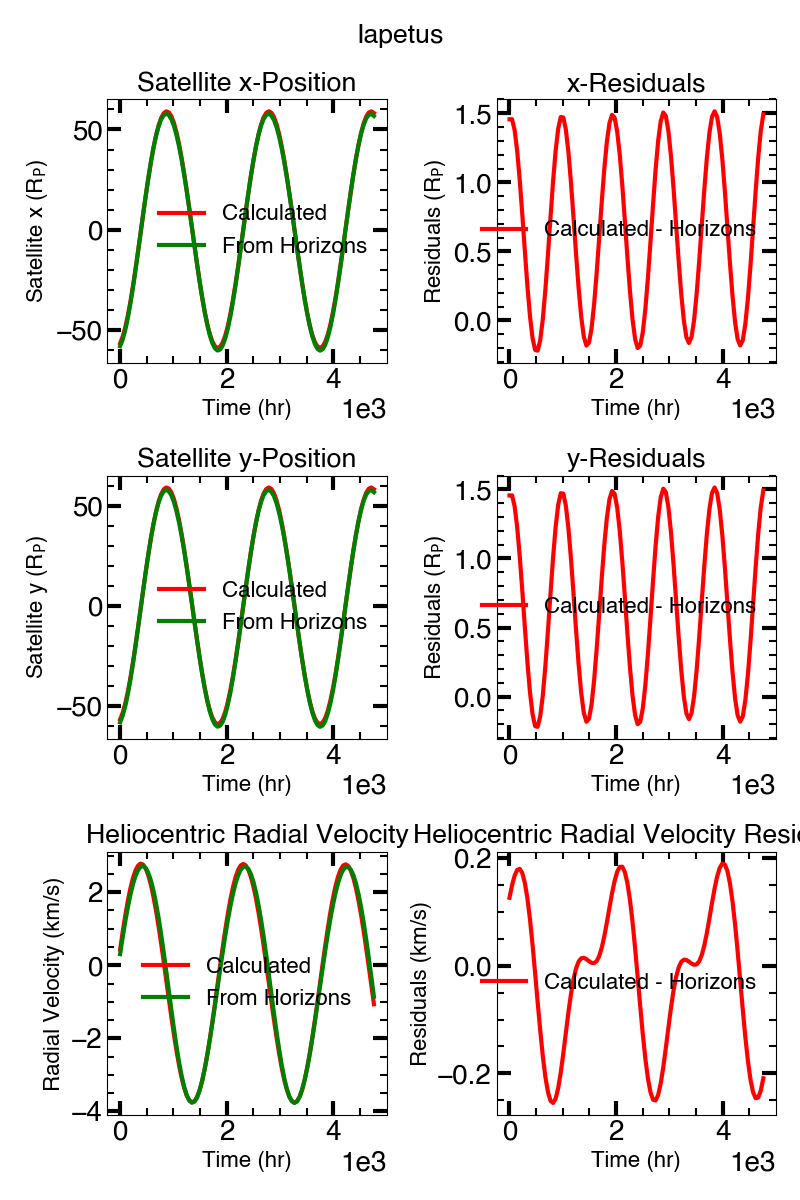 Iapetus
Satellite x-Position
x-Residuals
Satellite x (RP)
50
0
−50
Calculated
From Horizons
0 2 4
Time (hr)
1e3
Residuals (RP)
1.5
1.0
0.5
0.0
Calculated - Horizons
0 2 4
Time (hr)
1e3
Satellite y-Position
y-Residuals
Satellite y (RP)
50
0
−50
Calculated
From Horizons
0 2 4
Time (hr)
1e3
Residuals (RP)
1.5
1.0
0.5
0.0
Calculated - Horizons
0 2 4
Time (hr)
1e3
Heliocentric Radial Velocity
Heliocentric Radial Velocity Resi
Radial Velocity (km/s)
2
0
−2
−4
Calculated
From Horizons
0 2 4
Time (hr)
1e3
Residuals (km/s)
0.2
0.0
−0.2
Calculated - Horizons
0 2 4
Time (hr)
1e3